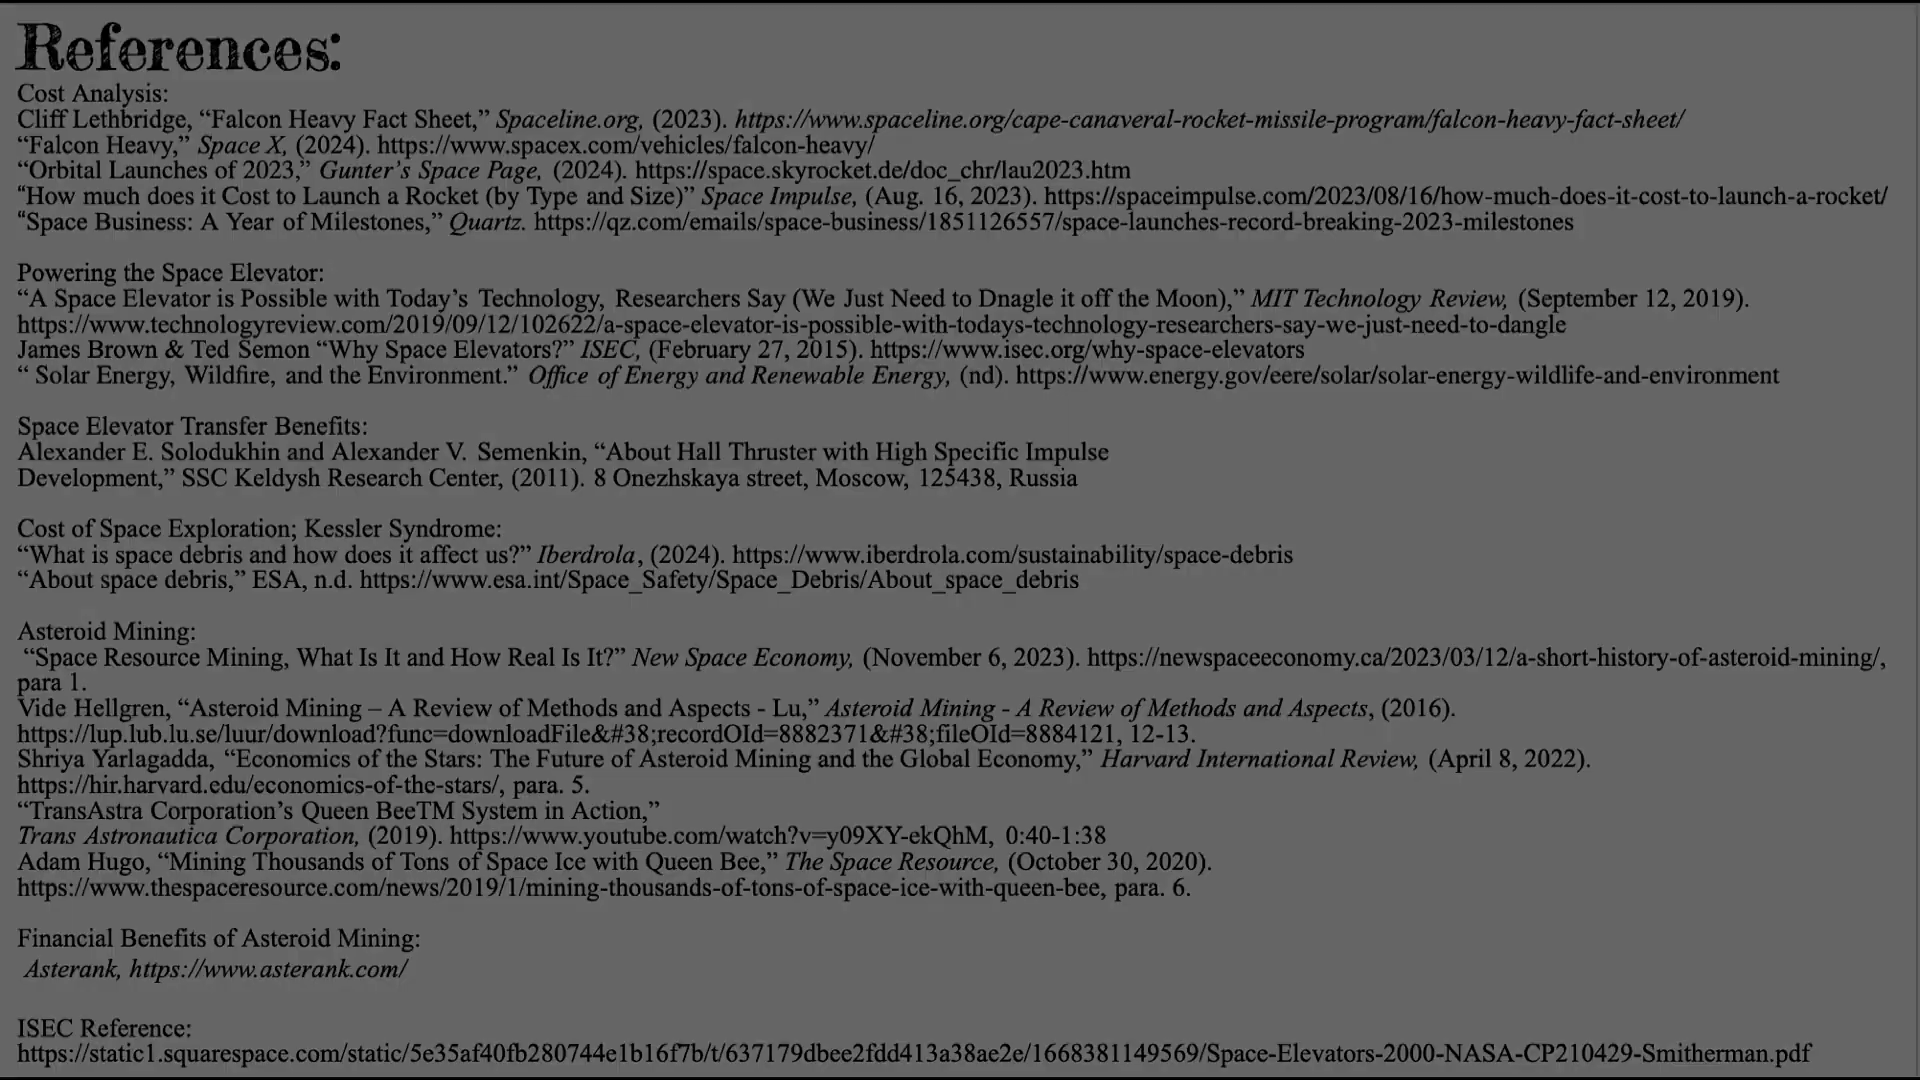 References:
Cost Analysis:
Cliff Lethbridge, “Falcon Heavy Fact Sheet,” Spaceline.org, (2023). https://www.spaceline.org/cape-canaveral-rocket-missile-program/falcon-heavy-fact-sheet/
“Falcon Heavy,” Space X, (2024). https://www.spacex.com/vehicles/falcon-heavy/
“Orbital Launches of 2023,” Gunter’s Space Page, (2024). https://space.skyrocket.de/doc_chr/lau2023.htm
“How much does it Cost to Launch a Rocket (by Type and Size)” Space Impulse, (Aug. 16, 2023). https://spaceimpulse.com/2023/08/16/how-much-does-it-cost-to-launch-a-rocket/
“Space Business: A Year of Milestones,” Quartz. https://qz.com/emails/space-business/1851126557/space-launches-record-breaking-2023-milestones
Powering the Space Elevator:
“A Space Elevator is Possible with Today’s Technology, Researchers Say (We Just Need to Dnagle it off the Moon),” MIT Technology Review, (September 12, 2019).
https://www.technologyreview.com/2019/09/12/102622/a-space-elevator-is-possible-with-todays-technology-researchers-say-we-just-need-to-dangle
James Brown & Ted Semon “Why Space Elevators?” ISEC, (February 27, 2015). https://www.isec.org/why-space-elevators
“ Solar Energy, Wildfire, and the Environment.” Office of Energy and Renewable Energy, (nd). https://www.energy.gov/eere/solar/solar-energy-wildlife-and-environment
Space Elevator Transfer Benefits:
Alexander E. Solodukhin and Alexander V. Semenkin, “About Hall Thruster with High Specific Impulse
Development,” SSC Keldysh Research Center, (2011). 8 Onezhskaya street, Moscow, 125438, Russia
Cost of Space Exploration; Kessler Syndrome:
“What is space debris and how does it affect us?” Iberdrola, (2024). https://www.iberdrola.com/sustainability/space-debris
“About space debris,” ESA, n.d. https://www.esa.int/Space_Safety/Space_Debris/About_space_debris
Asteroid Mining:
“Space Resource Mining, What Is It and How Real Is It?” New Space Economy, (November 6, 2023). https://newspaceeconomy.ca/2023/03/12/a-short-history-of-asteroid-mining/,
para 1.
Vide Hellgren, “Asteroid Mining – A Review of Methods and Aspects - Lu,” Asteroid Mining - A Review of Methods and Aspects, (2016).
https://lup.lub.lu.se/luur/download?func=downloadFile&#38;recordOId=8882371&#38;fileOId=8884121, 12-13.
Shriya Yarlagadda, “Economics of the Stars: The Future of Asteroid Mining and the Global Economy,” Harvard International Review, (April 8, 2022).
https://hir.harvard.edu/economics-of-the-stars/, para. 5.
“TransAstra Corporation’s Queen BeeTM System in Action,”
Trans Astronautica Corporation, (2019). https://www.youtube.com/watch?v=y09XY-ekQhM, 0:40-1:38
Adam Hugo, “Mining Thousands of Tons of Space Ice with Queen Bee,” The Space Resource, (October 30, 2020).
https://www.thespaceresource.com/news/2019/1/mining-thousands-of-tons-of-space-ice-with-queen-bee, para. 6.
Financial Benefits of Asteroid Mining:
Asterank, https://www.asterank.com/
ISEC Reference:
https://static1.squarespace.com/static/5e35af40fb280744e1b16f7b/t/637179dbee2fdd413a38ae2e/1668381149569/Space-Elevators-2000-NASA-CP210429-Smitherman.pdf